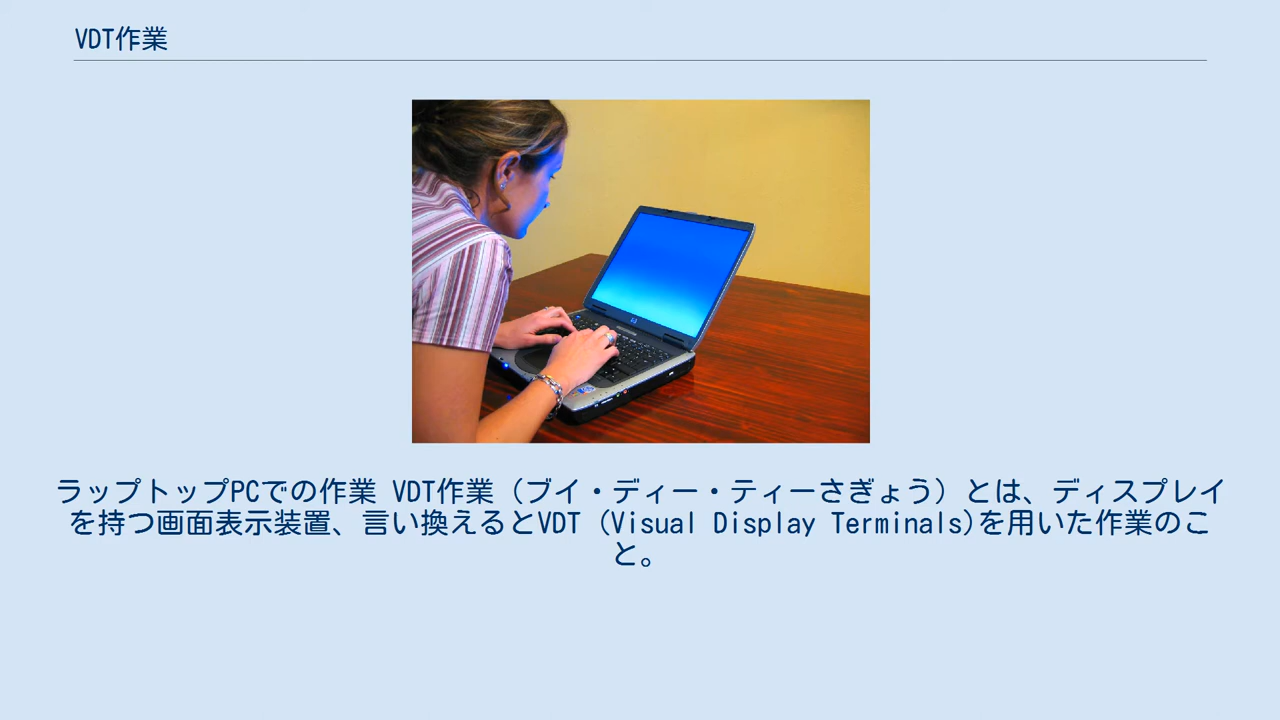 VDT作業
ラップトップPCでの作業 VDT作業（ブイ・ディー・ティーさぎょう）とは、ディスプレイ
を持つ画面表示装置、言い換えるとVDT (Visual Display Terminals)を用いた作業のこ
と。